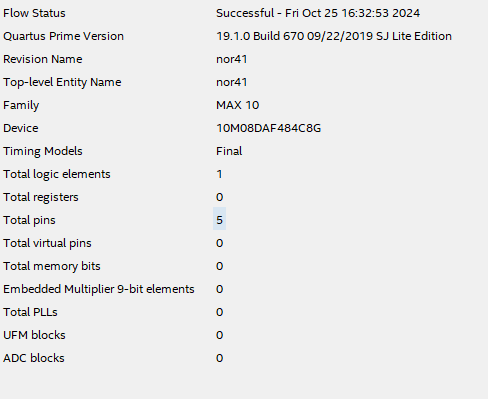 Flow Status Successful - Fri Oct 25 16:32:53 2024
Quartus Prime Version 19.1.0 Build 670 09/22/2019 SJ Lite Edition
Revision Name nor41
Top-level Entity Name nor41
Family MAX 10
Device 10M08DAF484C8G
Timing Models Final
Total logic elements 1
Total registers 0
Total pins 5
Total virtual pins 0
Total memory bits 0
Embedded Multiplier 9-bit elements 0
Total PLLs 0
UFM blocks 0
ADC blocks 0